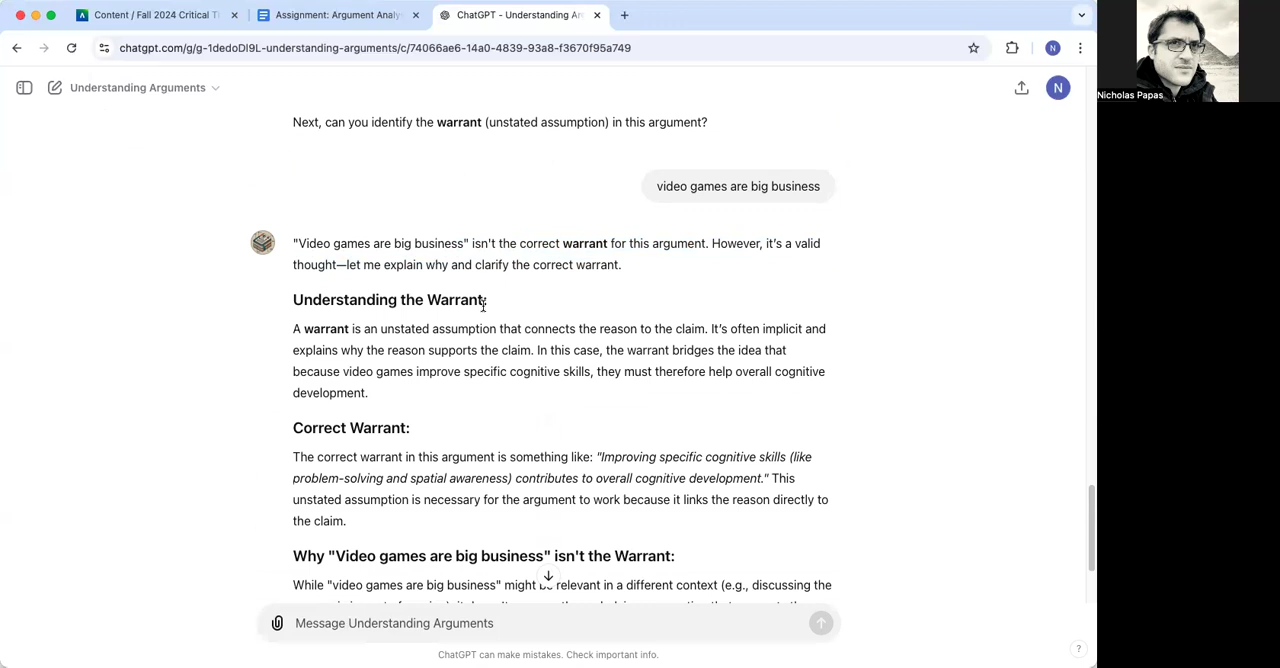 Content / Fall 2024 Critical T
Assignment: Argument Analy
ChatGPT - Understanding Ar
chatgpt.com/g/g-1dedoDI9L-understanding-arguments/c/74066ae6-14a0-4839-93a8-f3670f95a749
N
Nicholas Papas
Understanding Arguments
N
Next, can you identify the warrant (unstated assumption) in this argument?
video games are big business
"Video games are big business" isn't the correct warrant for this argument. However, it's a valid
thought—let me explain why and clarify the correct warrant.
Understanding the Warrant:
A warrant is an unstated assumption that connects the reason to the claim. It's often implicit and
explains why the reason supports the claim. In this case, the warrant bridges the idea that
because video games improve specific cognitive skills, they must therefore help overall cognitive
development.
Correct Warrant:
The correct warrant in this argument is something like: "Improving specific cognitive skills (like
problem-solving and spatial awareness) contributes to overall cognitive development." This
unstated assumption is necessary for the argument to work because it links the reason directly to
the claim.
Why "Video games are big business" isn't the Warrant:
While "video games are big business" might be relevant in a different context (e.g., discussing the
Message Understanding Arguments
ChatGPT can make mistakes. Check important info.
?